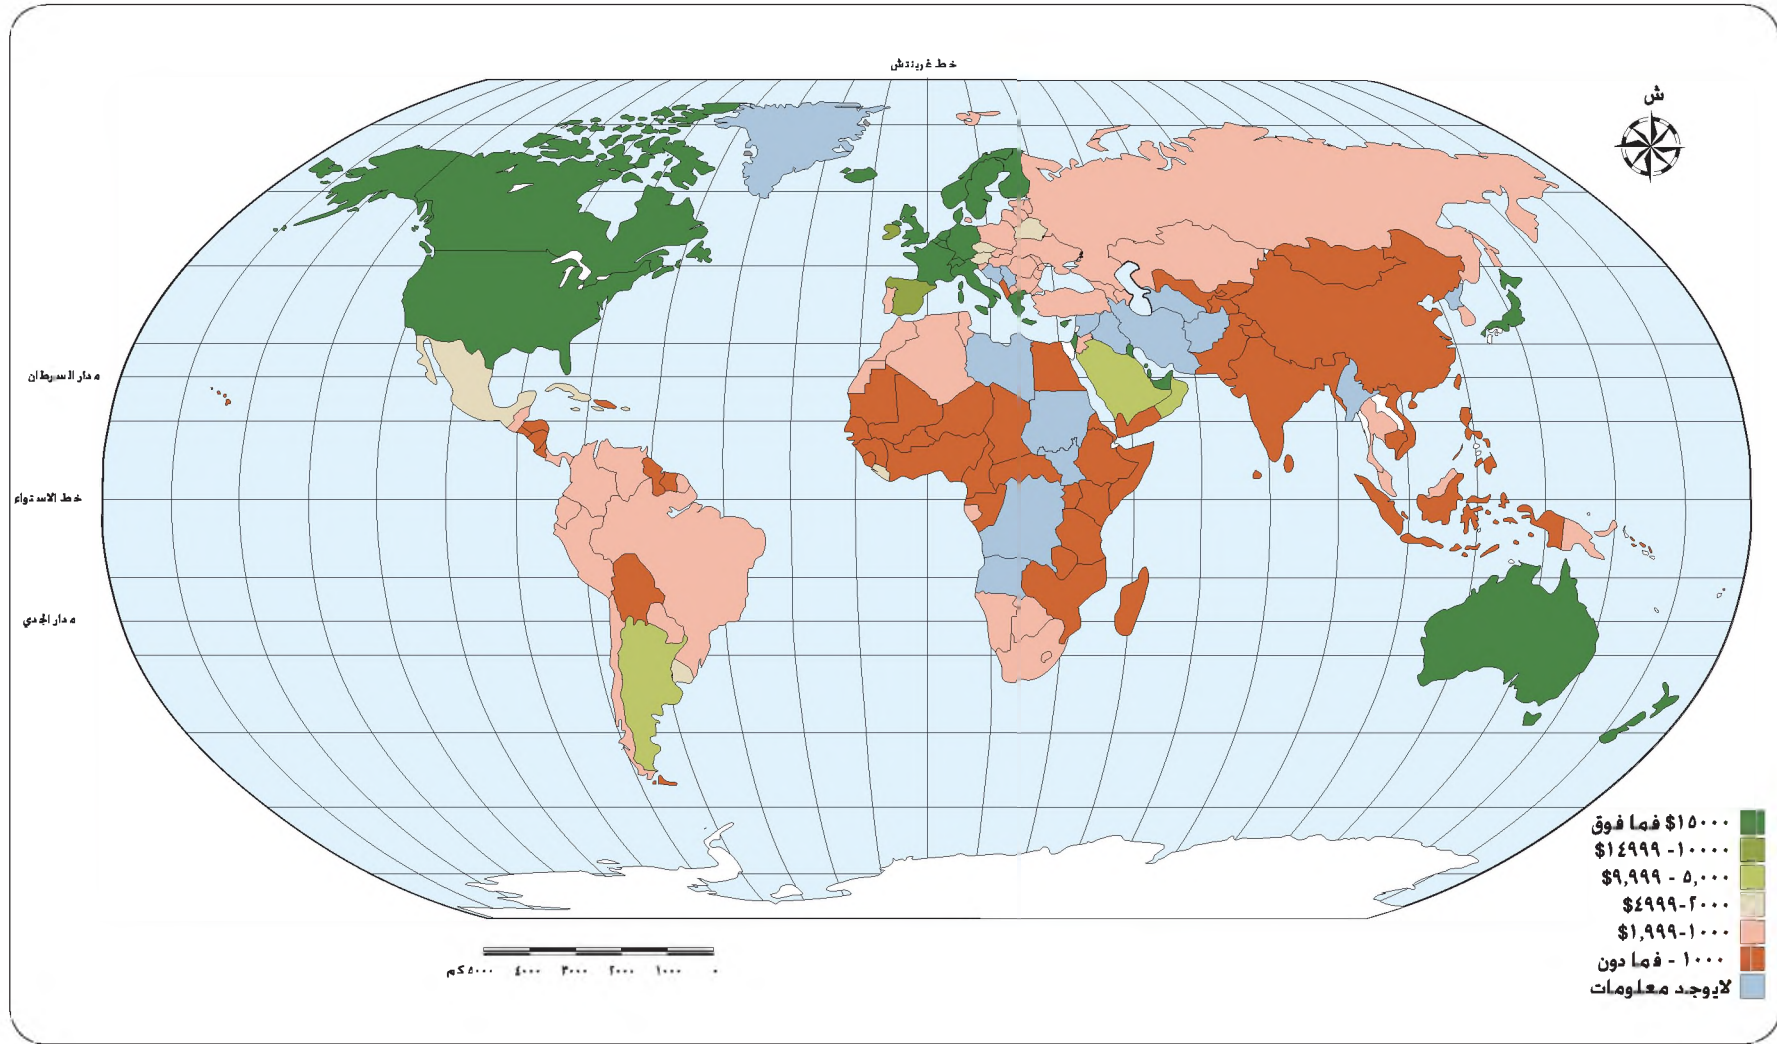 خط غرينتش
ش
مدار السرطان
خط الاستواء
مدار الجدي
١٥٠٠٠$ فما فوق
١٠٠٠٠ - ١٤٩٩٩$
٥,٠٠٠ - ٩,٩٩٩$
٢٠٠٠-٤٩٩٩$
١٠٠٠-١,٩٩٩$
١٠٠٠ - فما دون
لايوجد معلومات
٠ ١٠٠٠ ٢٠٠٠ ٣٠٠٠ ٤٠٠٠ ٥٠٠٠ كم